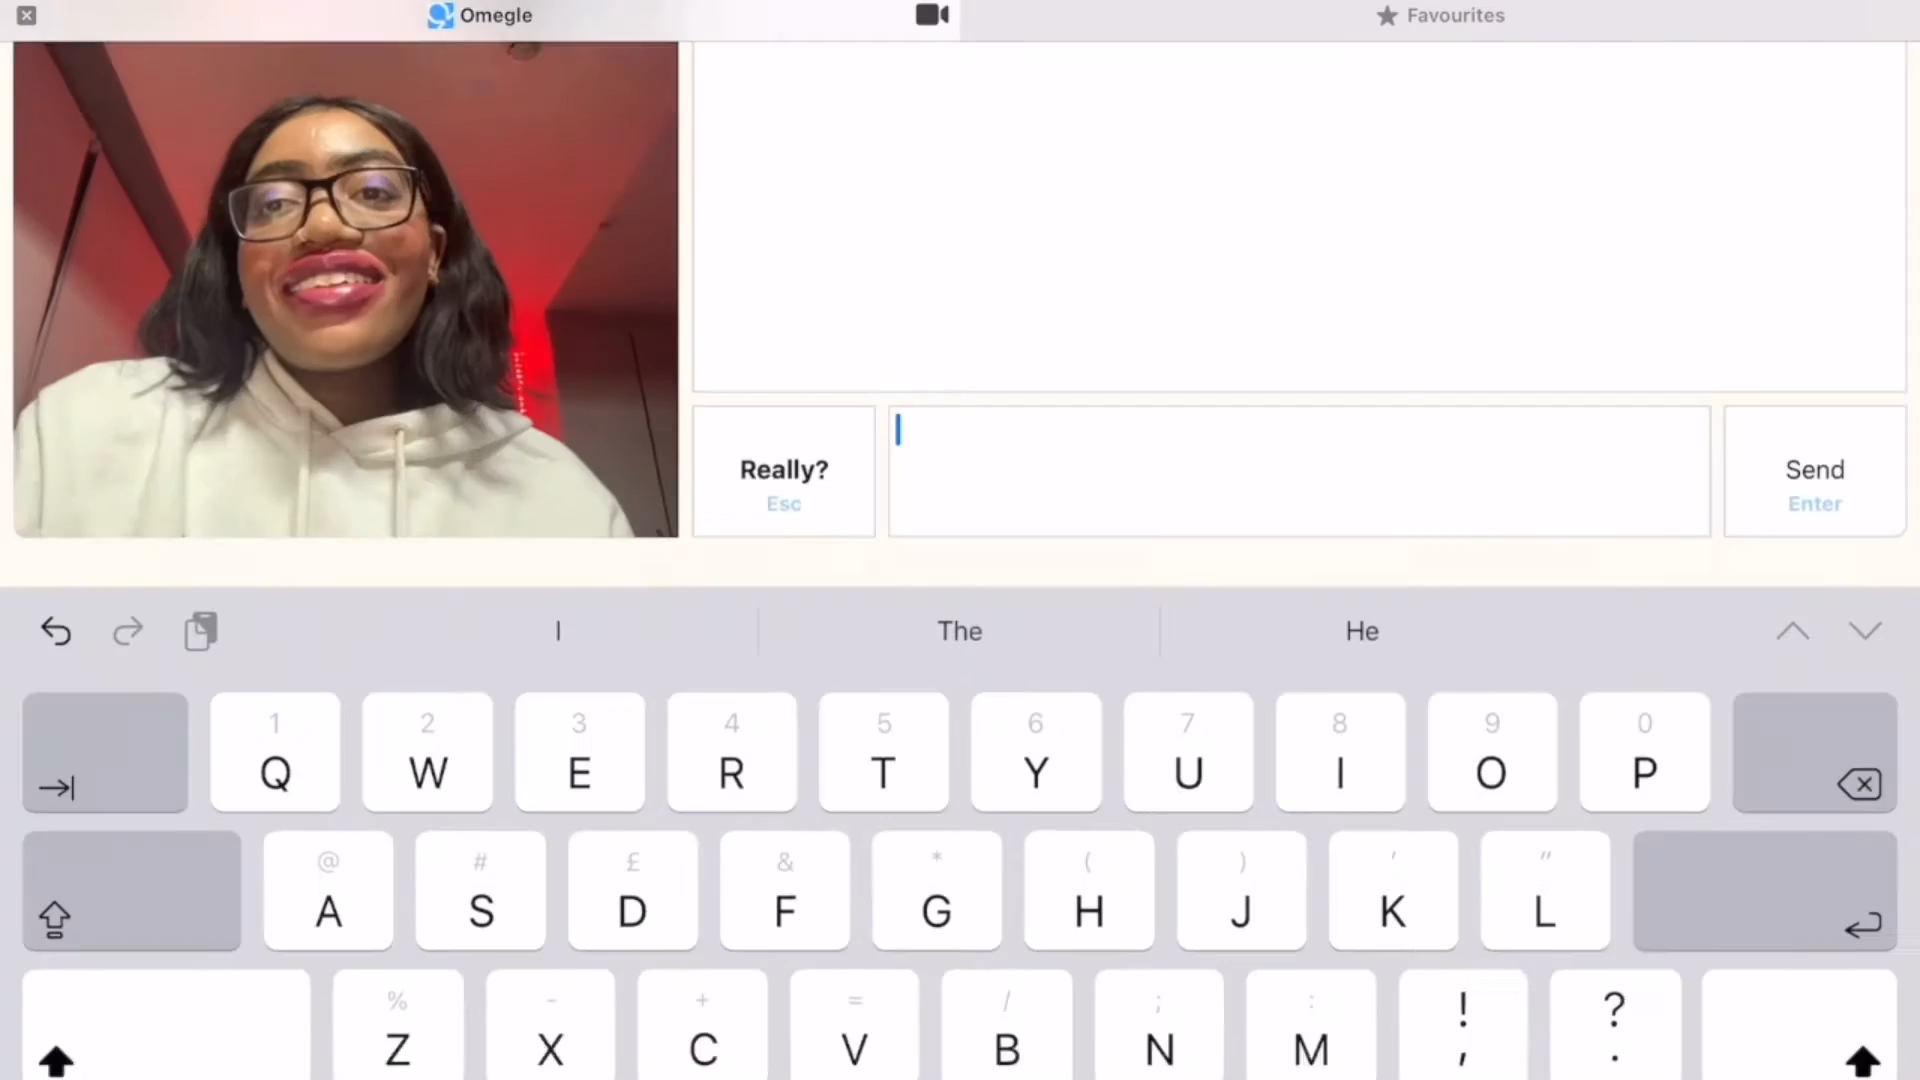 Omegle
Favourites
Really?
Esc
Send
Enter
I
The
He
1 2 3 4 5 6 7 8 9 0
Q W E R T Y U I O P
@ # £ & * ( ) ' "
A S D F G H J K L
% - + = / ; : ! ?
Z X C V B N M , .